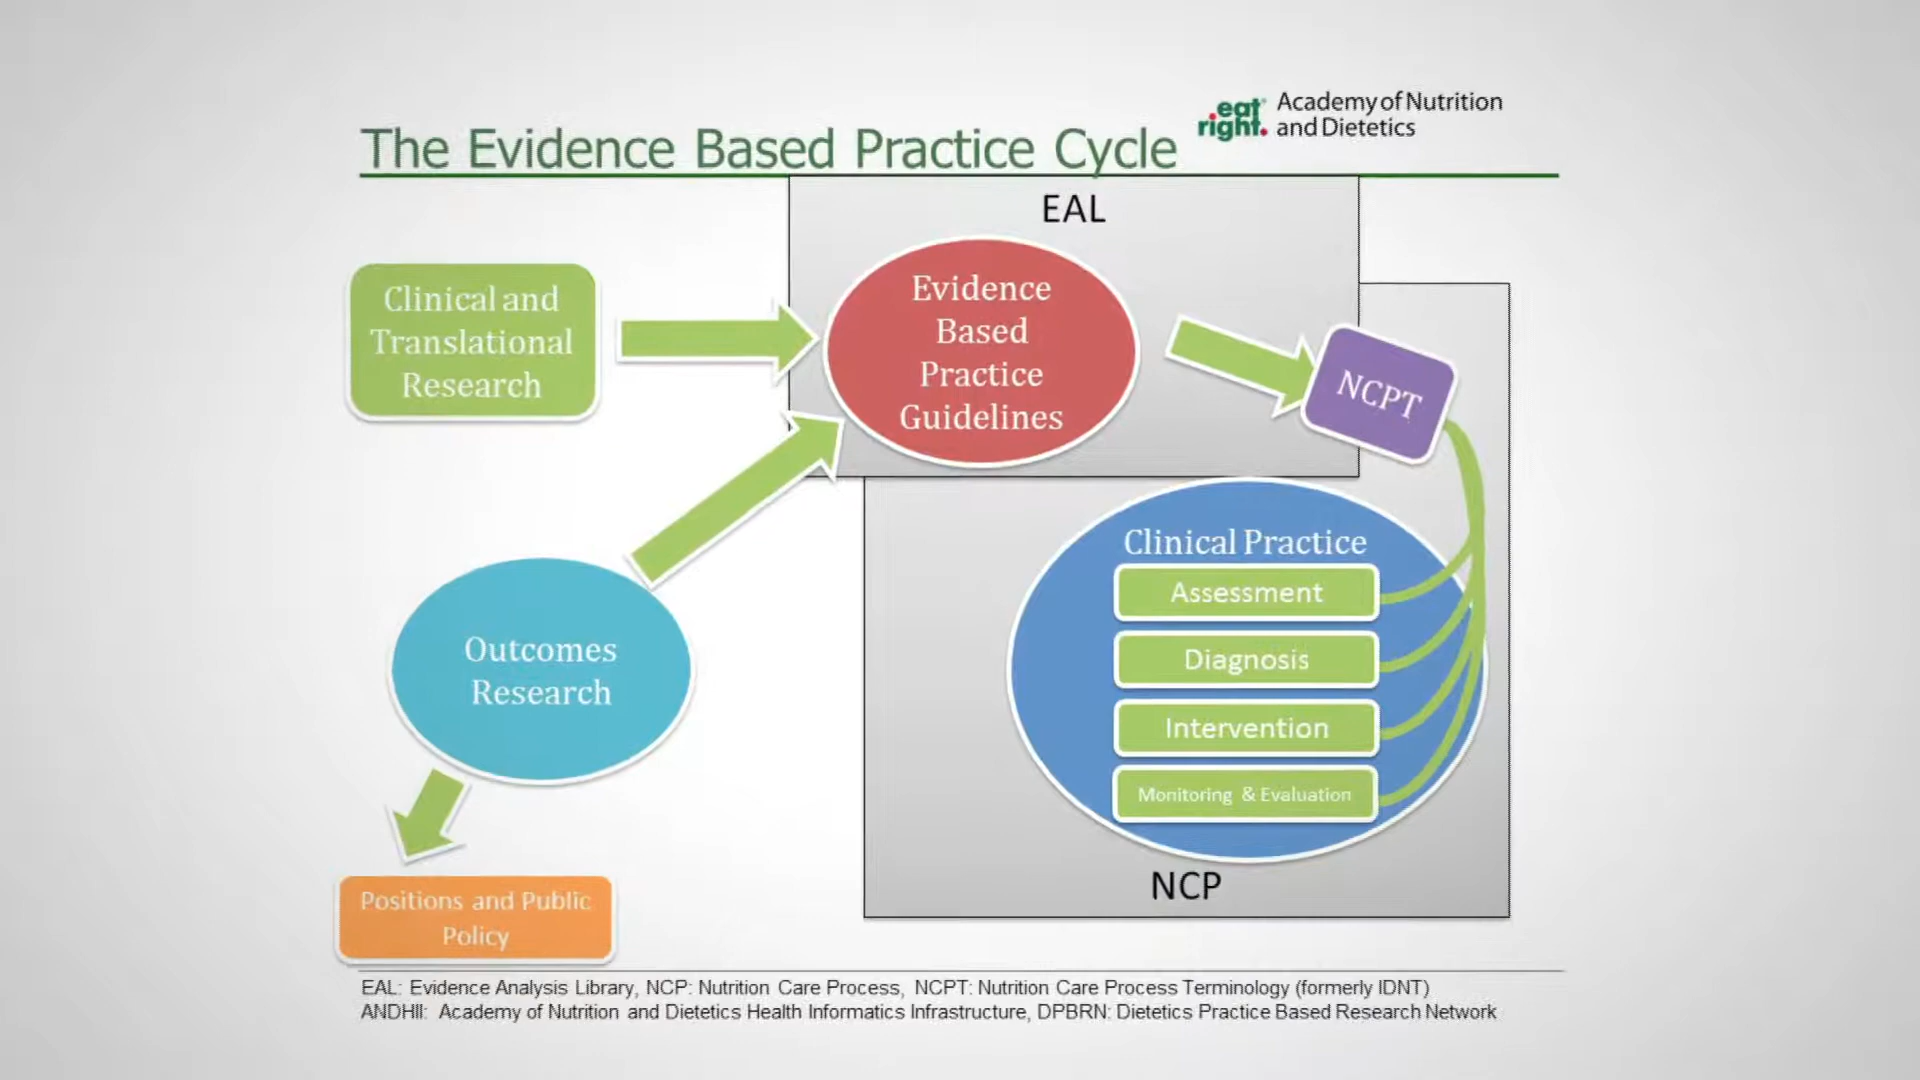 eat right. Academy of Nutrition
and Dietetics
The Evidence Based Practice Cycle
EAL
Clinical and
Translational
Research
Evidence
Based
Practice
Guidelines
NCPT
Outcomes
Research
Clinical Practice
Assessment
Diagnosis
Intervention
Monitoring & Evaluation
NCP
Positions and Public
Policy
EAL: Evidence Analysis Library, NCP: Nutrition Care Process, NCPT: Nutrition Care Process Terminology (formerly IDNT)
ANDHII: Academy of Nutrition and Dietetics Health Informatics Infrastructure, DPBRN: Dietetics Practice Based Research Network